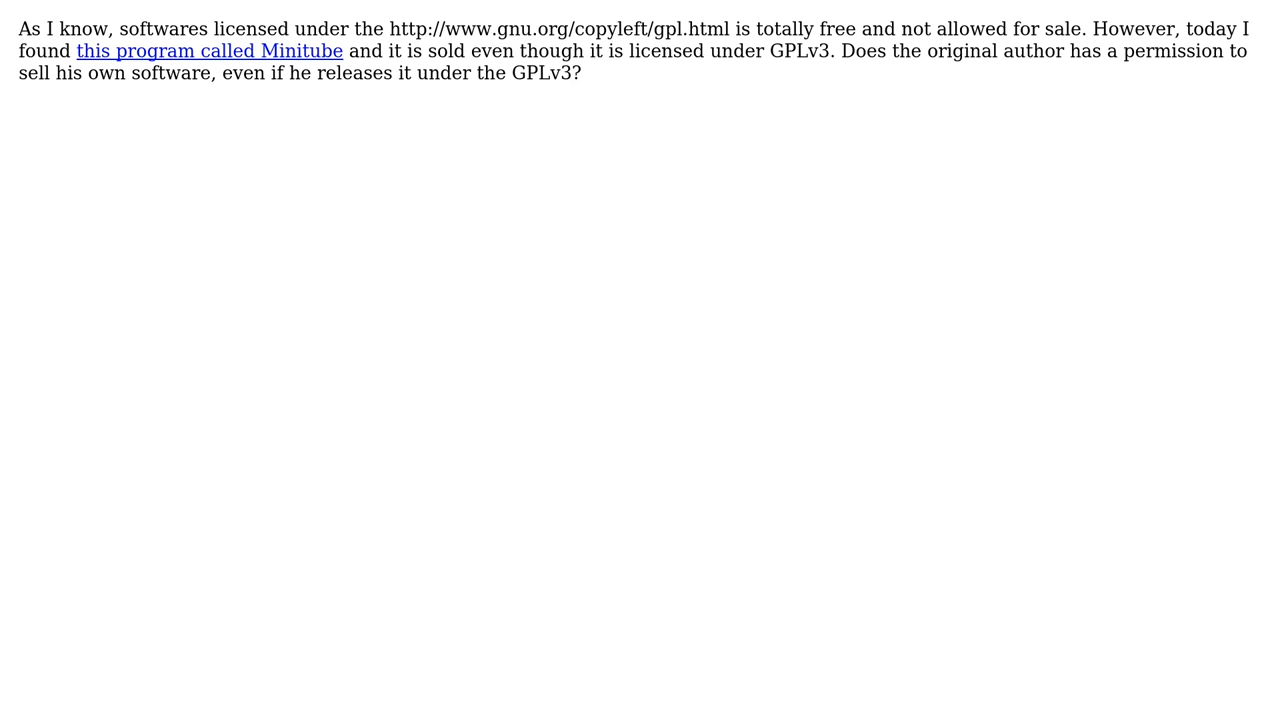 As I know, softwares licensed under the http://www.gnu.org/copyleft/gpl.html is totally free and not allowed for sale. However, today I
found this program called Minitube and it is sold even though it is licensed under GPLv3. Does the original author has a permission to
sell his own software, even if he releases it under the GPLv3?